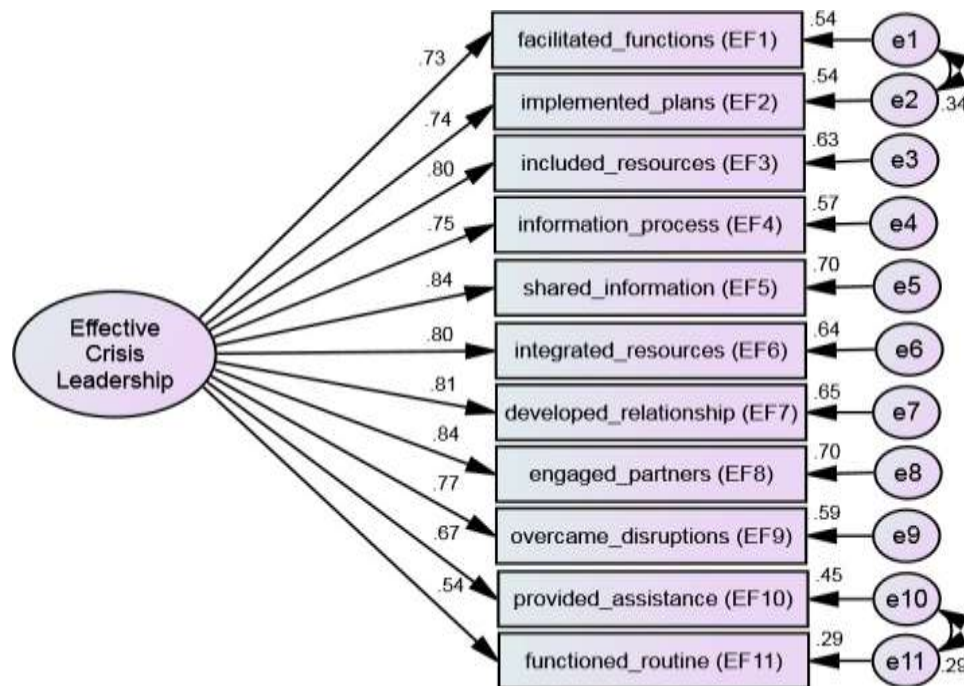 .54
facilitated_functions (EF1)
e1
.73
.54
implemented_plans (EF2)
e2
.34
.74
.63
included_resources (EF3)
e3
.80
.57
information_process (EF4)
e4
.75
.70
shared_information (EF5)
e5
.84
Effective
Crisis
Leadership
.64
integrated_resources (EF6)
e6
.80
.65
developed_relationship (EF7)
e7
.81
.70
engaged_partners (EF8)
e8
.84
.59
overcame_disruptions (EF9)
e9
.77
.45
provided_assistance (EF10)
e10
.67
.29
functioned_routine (EF11)
e11
.29
.54